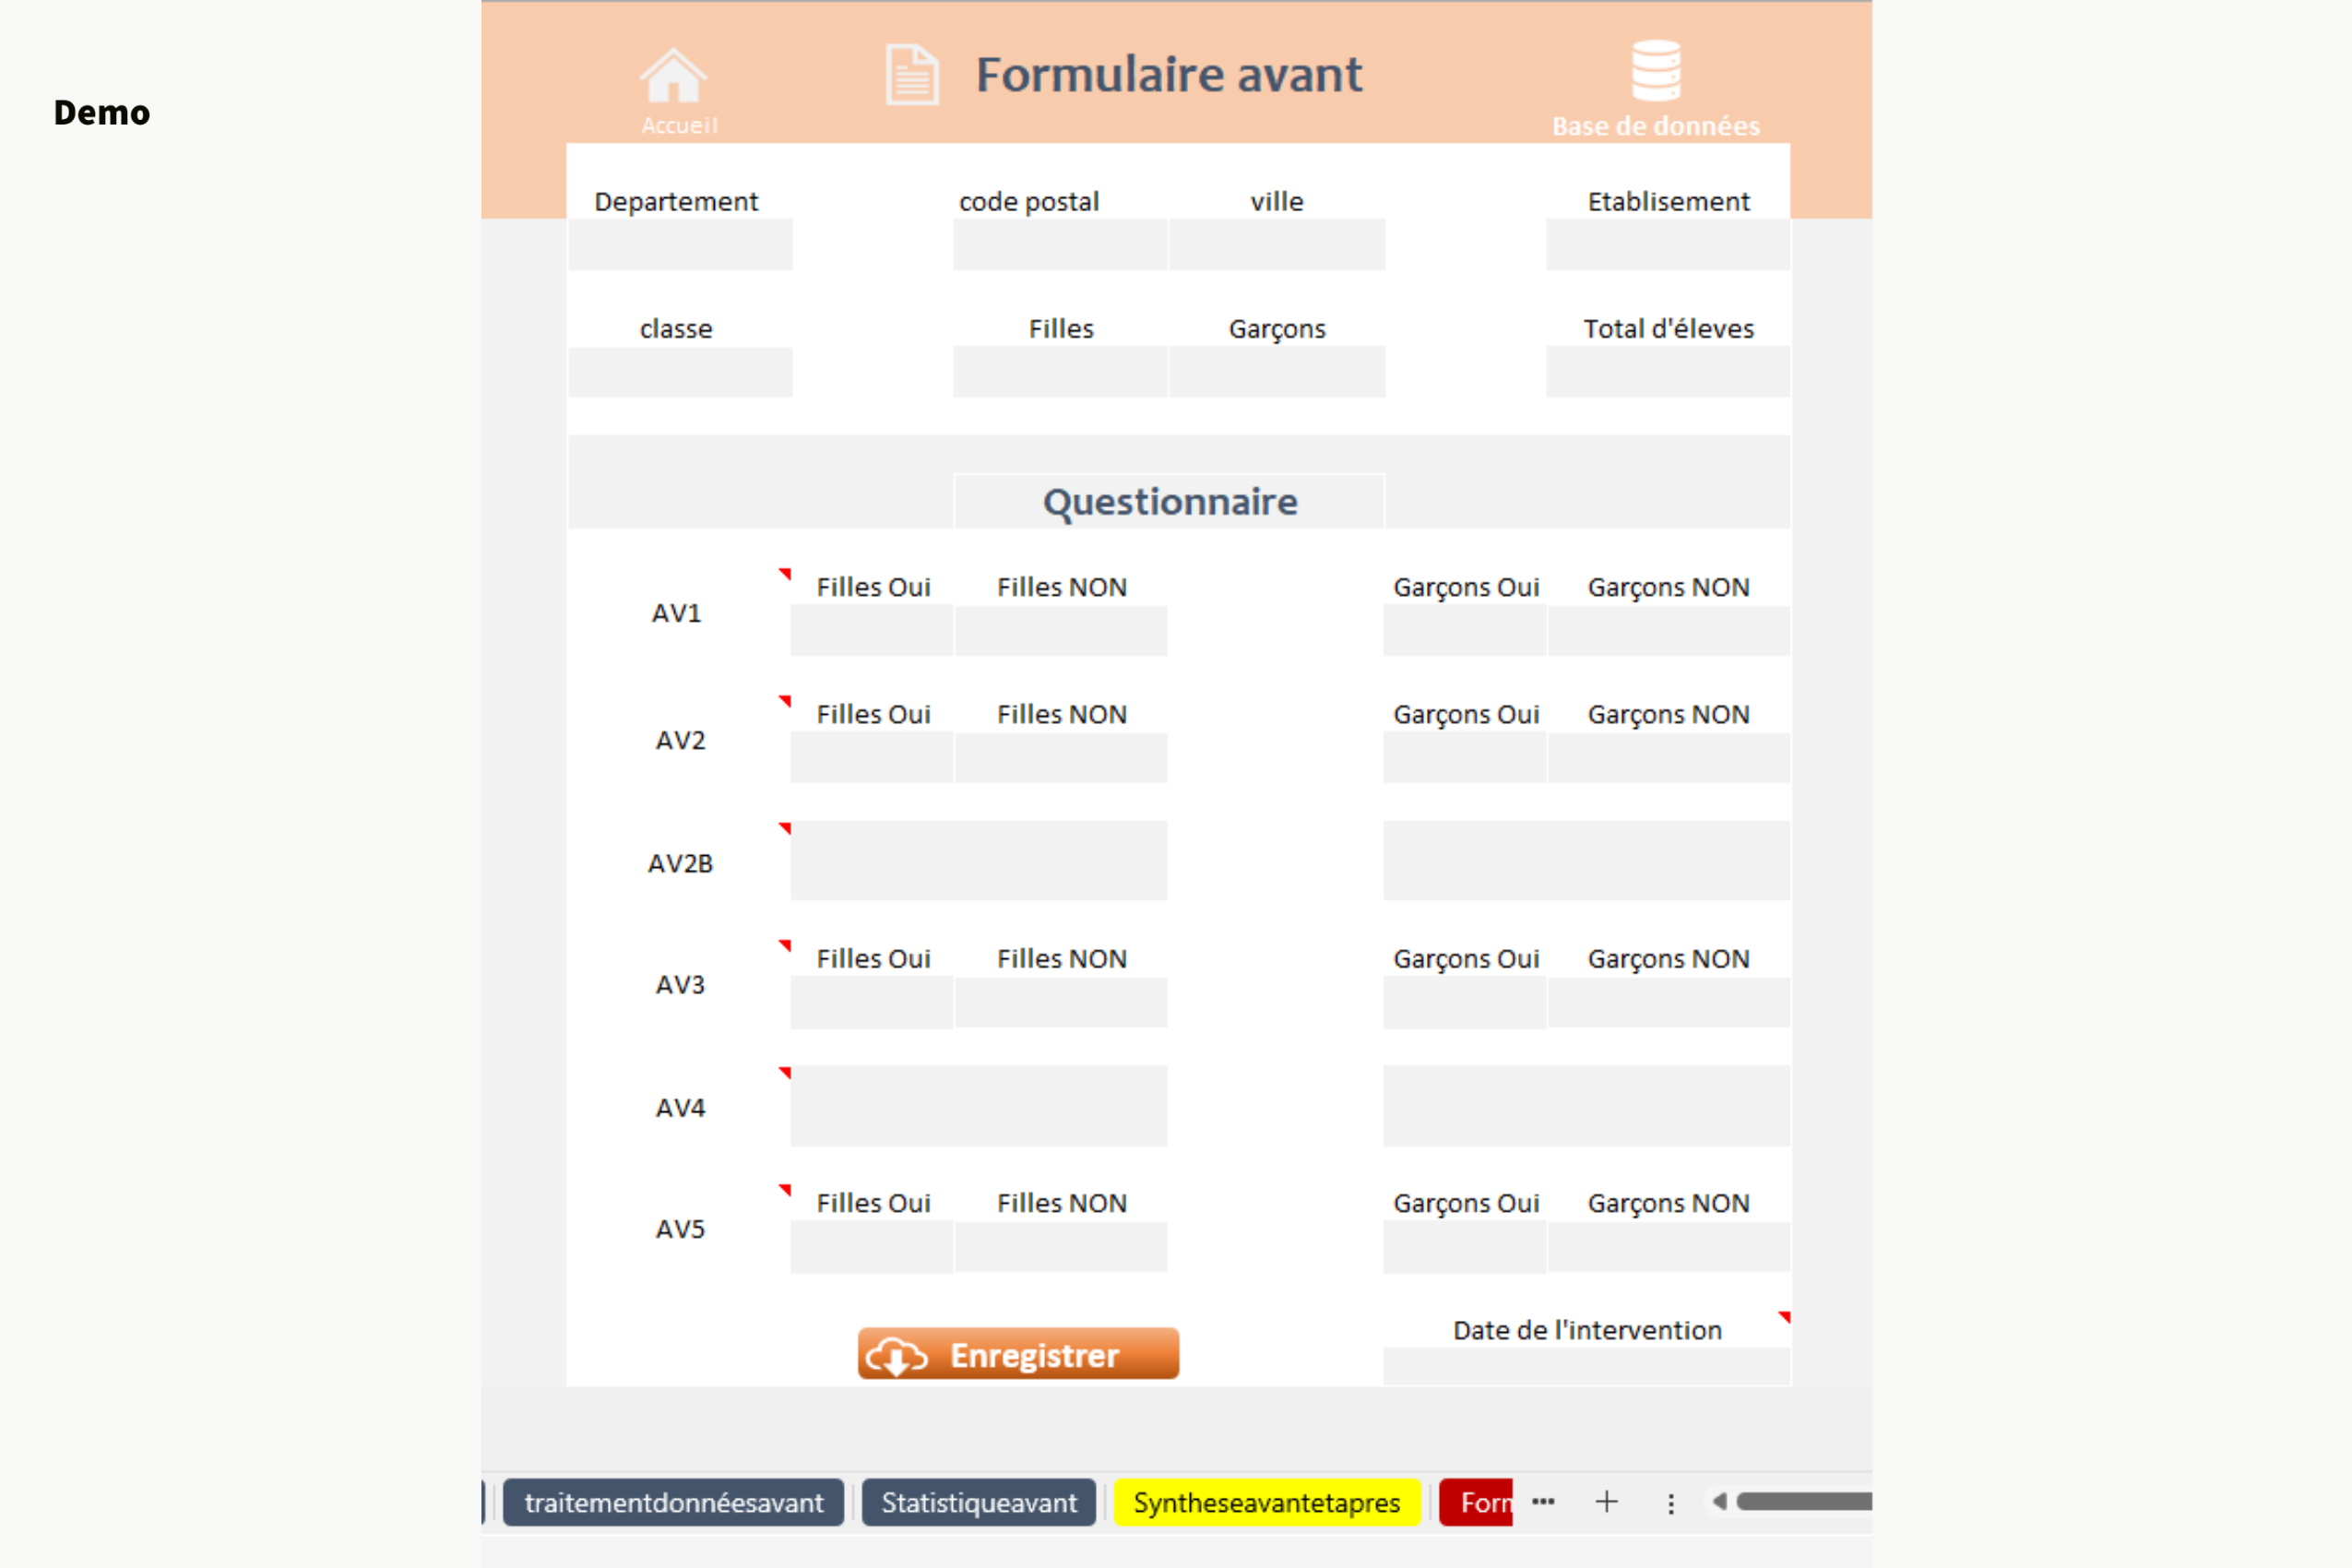 Demo
Formulaire avant
Accueil
Base de données
Departement code postal ville Etablisement
classe Filles Garçons Total d'éleves
Questionnaire
AV1 Filles Oui Filles NON Garçons Oui Garçons NON
AV2 Filles Oui Filles NON Garçons Oui Garçons NON
AV2B
AV3 Filles Oui Filles NON Garçons Oui Garçons NON
AV4
AV5 Filles Oui Filles NON Garçons Oui Garçons NON
Date de l'intervention
Enregistrer
traitementdonnéesavant Statistiqueavant Syntheseavantetapres